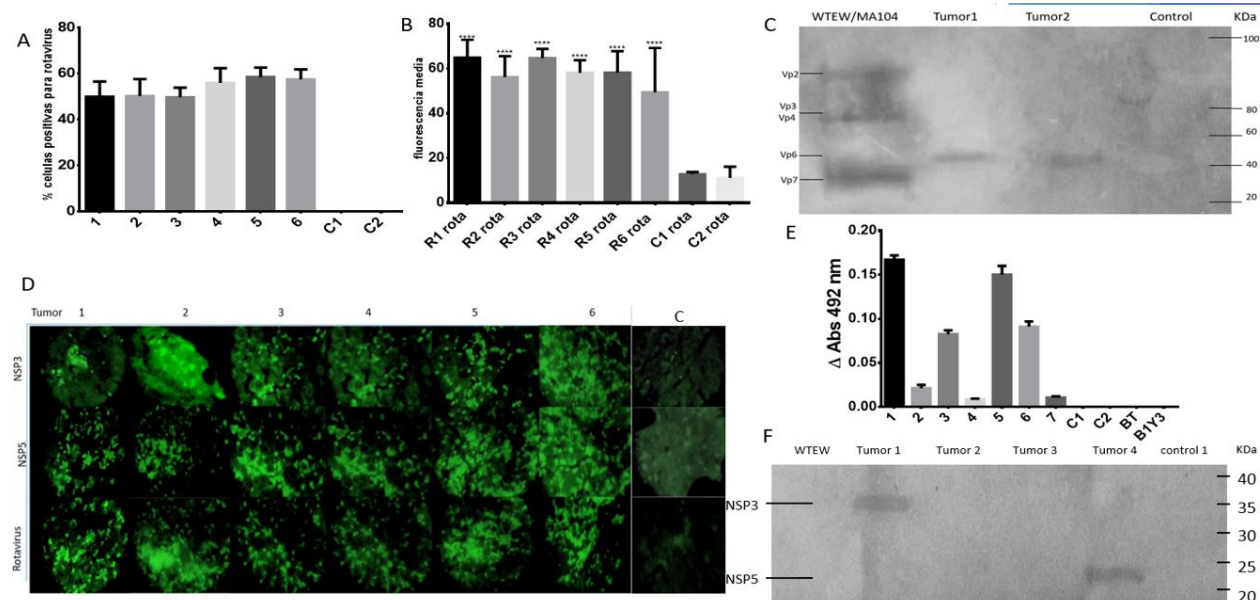 A
% celulas positivas para rotavirus
80
60
40
20
0
1 2 3 4 5 6 C1 C2
B
fluorescencia media
80
60
40
20
0
**** **** **** **** **** ****
R1 rota R2 rota R3 rota R4 rota R5 rota R6 rota C1 rota C2 rota
C
WTEW/MA104 Tumor1 Tumor2 Control KDa
Vp2
Vp3
Vp4
Vp6
Vp7
100
80
60
40
20
D
Tumor 1 2 3 4 5 6 C
NSP3
NSP5
Rotavirus
E
Δ Abs 492 nm
0.20
0.15
0.10
0.05
0.00
1 2 3 4 5 6 7 C1 C2 BT B1Y3
F
WTEW Tumor 1 Tumor 2 Tumor 3 Tumor 4 control 1 KDa
NSP3
NSP5
40
35
30
25
20